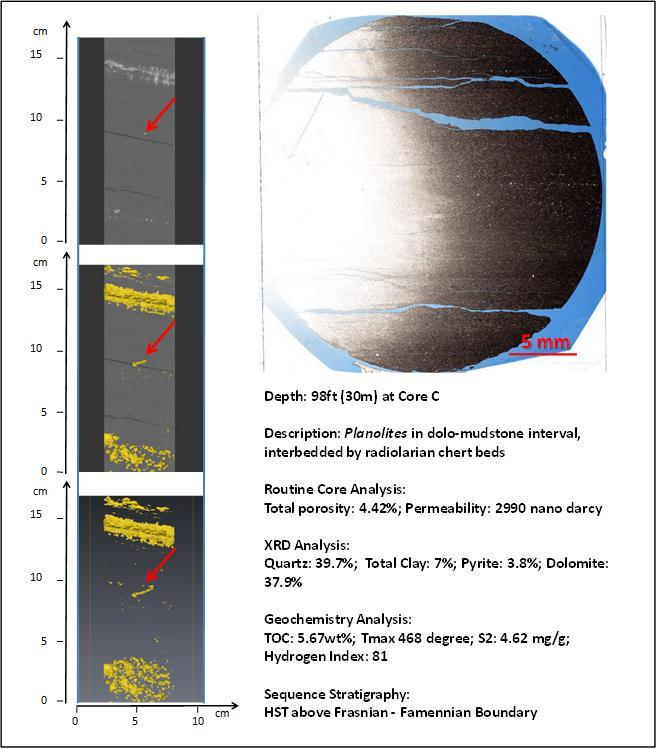 cm
15
10
5
0
cm
15
10
5
0
cm
15
10
5
0
0
5
10
cm
5 mm
Depth: 98ft (30m) at Core C
Description: Planolites in dolo-mudstone interval,
interbedded by radiolarian chert beds
Routine Core Analysis:
Total porosity: 4.42%; Permeability: 2990 nano darcy
XRD Analysis:
Quartz: 39.7%; Total Clay: 7%; Pyrite: 3.8%; Dolomite:
37.9%
Geochemistry Analysis:
TOC: 5.67wt%; Tmax 468 degree; S2: 4.62 mg/g;
Hydrogen Index: 81
Sequence Stratigraphy:
HST above Frasnian - Famennian Boundary